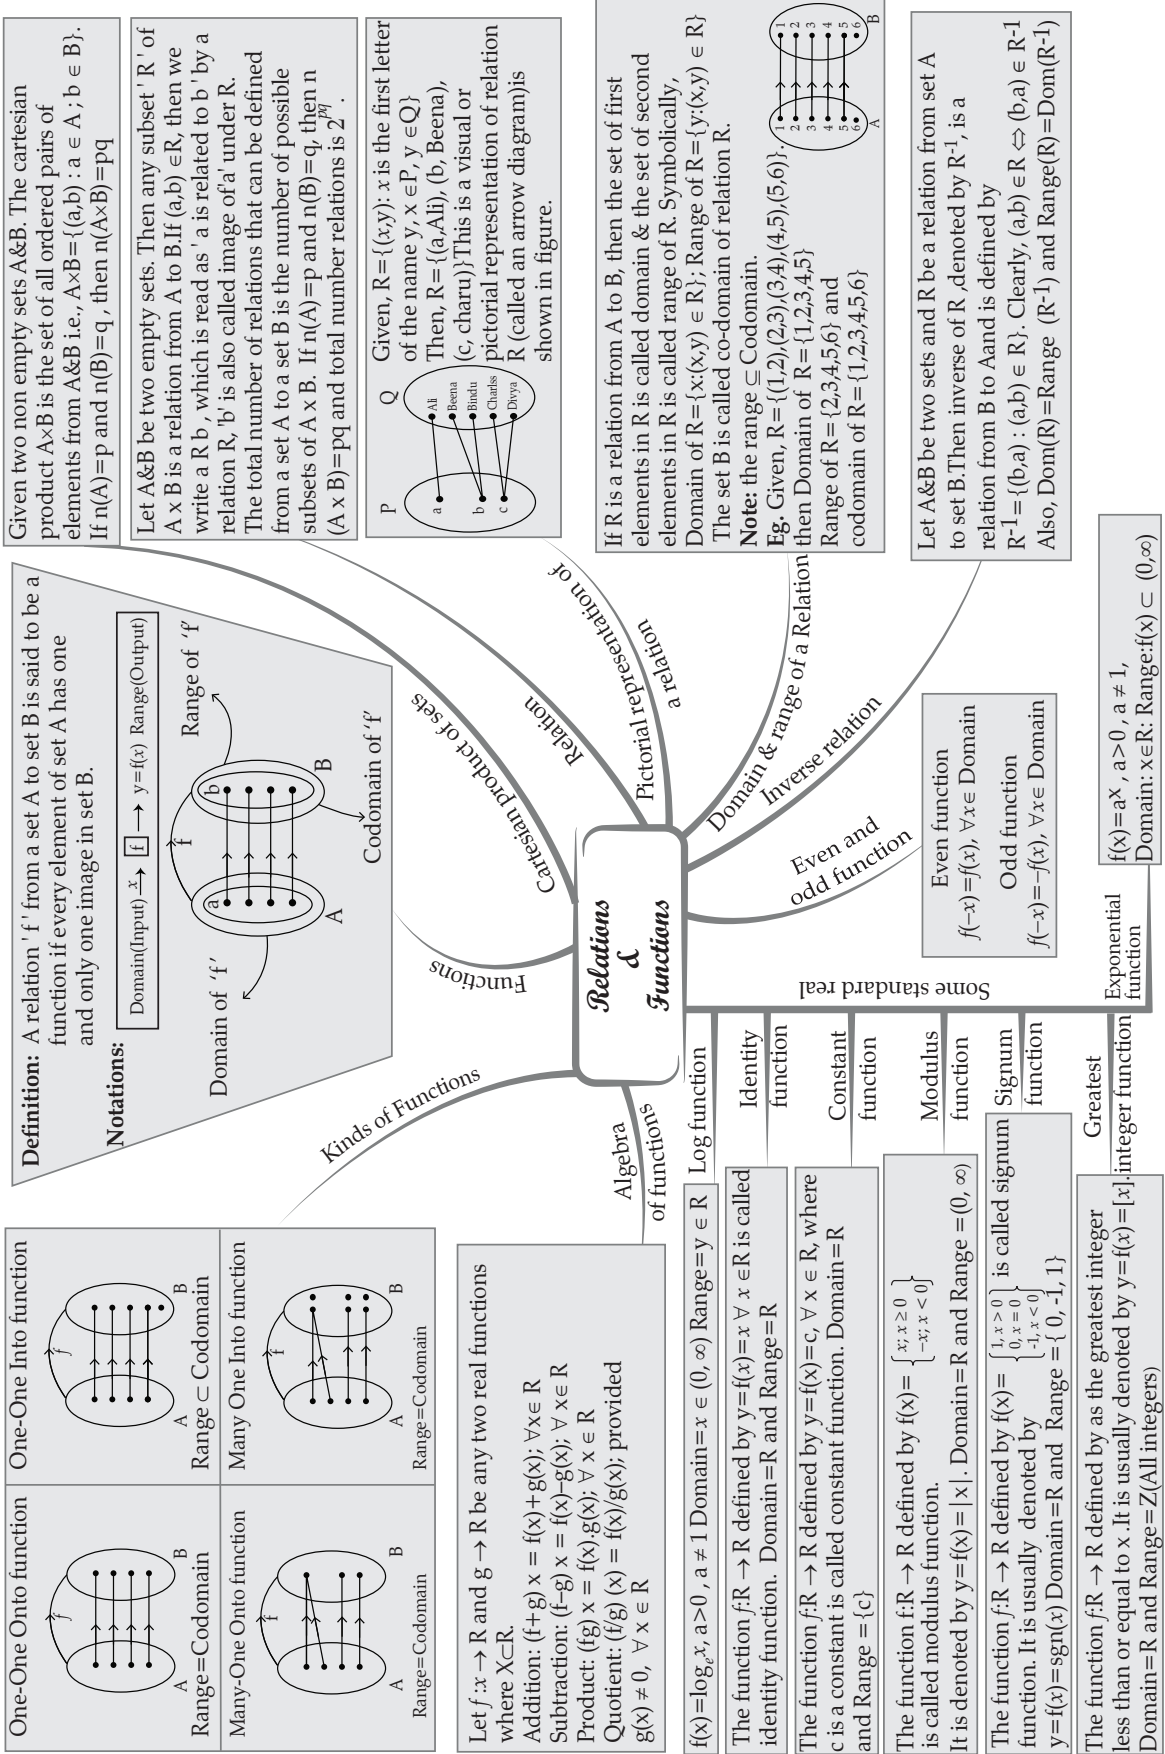 Relations
&
Functions
Kinds of Functions
One-One Onto function
f
A
B
Range=Codomain
One-One Into function
f
A
B
Range ⊂ Codomain
Many-One Onto function
f
A
B
Range=Codomain
Many One Into function
f
A
B
Range=Codomain
Functions
Definition: A relation ' f ' from a set A to set B is said to be a
function if every element of set A has one
and only one image in set B.
Notations:
Domain(Input) x→ f → y=f(x) Range(Output)
f
a
b
A
B
Domain of 'f'
Range of 'f'
Codomain of 'f'
Cartesian product of sets
Given two non empty sets A&B. The cartesian
product A×B is the set of all ordered pairs of
elements from A&B i.e., A×B={(a,b) : a ∈ A ; b ∈ B}.
If n(A)=p and n(B)=q , then n(A×B)=pq
Relation
Let A&B be two empty sets. Then any subset ' R ' of
A x B is a relation from A to B.If (a,b) ∈R, then we
write a R b , which is read as ' a is related to b ' by a
relation R, 'b' is also called image of 'a' under R.
The total number of relations that can be defined
from a set A to a set B is the number of possible
subsets of A x B. If n(A)=p and n(B)=q, then n
(A x B)=pq and total number relations is 2^pq .
Pictorial representation of
a relation
P
Q
a
b
c
Ali
Beena
Bindu
Charlss
Divya
Given, R={(x,y): x is the first letter
of the name y, x ∈P, y ∈Q}
Then, R={(a,Ali), (b, Beena),
(c, charu)}This is a visual or
pictorial representation of relation
R (called an arrow diagram)is
shown in figure.
Domain & range of a Relation
If R is a relation from A to B, then the set of first
elements in R is called domain & the set of second
elements in R is called range of R. Symbolically,
Domain of R={x:(x,y) ∈ R}; Range of R={y:(x,y) ∈ R}
The set B is called co-domain of relation R.
Note: the range ⊆ Codomain.
Eg. Given, R={(1,2),(2,3),(3,4),(4,5),(5,6)}.
then Domain of R={1,2,3,4,5}
Range of R={2,3,4,5,6} and
codomain of R={1,2,3,4,5,6}
1 1
2 2
3 3
4 4
5 5
6 6
A B
Inverse relation
Let A&B be two sets and R be a relation from set A
to set B.Then inverse of R ,denoted by R^-1, is a
relation from B to Aand is defined by
R^-1={(b,a) : (a,b) ∈ R}. Clearly, (a,b) ∈R ⇔ (b,a) ∈ R^-1
Also, Dom(R)=Range (R^-1) and Range(R)=Dom(R^-1)
Even and
odd function
Even function
f(−x)=f(x), ∀x∈ Domain
Odd function
f(−x)=−f(x), ∀x∈ Domain
Algebra
of functions
Let f :x → R and g → R be any two real functions
where X⊂R.
Addition: (f+g) x = f(x)+g(x); ∀x∈ R
Subtraction: (f−g) x = f(x)−g(x); ∀ x∈ R
Product: (fg) x = f(x).g(x); ∀ x ∈ R
Quotient: (f/g) (x) = f(x)/g(x); provided
g(x) ≠ 0, ∀ x ∈ R
Some standard real
Log function
f(x)=log_e x, a>0 , a ≠ 1 Domain=x ∈ (0, ∞) Range=y ∈ R
Identity
function
The function f:R → R defined by y=f(x)=x ∀ x ∈R is called
identity function. Domain=R and Range=R
Constant
function
The function f:R → R defined by y=f(x)=c, ∀ x ∈ R, where
c is a constant is called constant function. Domain=R
and Range = {c}
Modulus
function
The function f:R → R defined by f(x)= { x; x ≥ 0
−x; x < 0 }
is called modulus function.
It is denoted by y=f(x)=|x|. Domain=R and Range =(0, ∞)
Signum
function
The function f:R → R defined by f(x)= { 1, x > 0
0, x = 0
-1, x < 0 } is called signum
function. It is usually denoted by
y=f(x)=sgn(x) Domain=R and Range = { 0, -1, 1}
Greatest
integer function
The function f:R → R defined by as the greatest integer
less than or equal to x .It is usually denoted by y=f(x)=[x].
Domain=R and Range=Z(All integers)
Exponential
function
f(x)=a^x , a>0 , a ≠ 1,
Domain: x∈R: Range:f(x) ⊂ (0,∞)